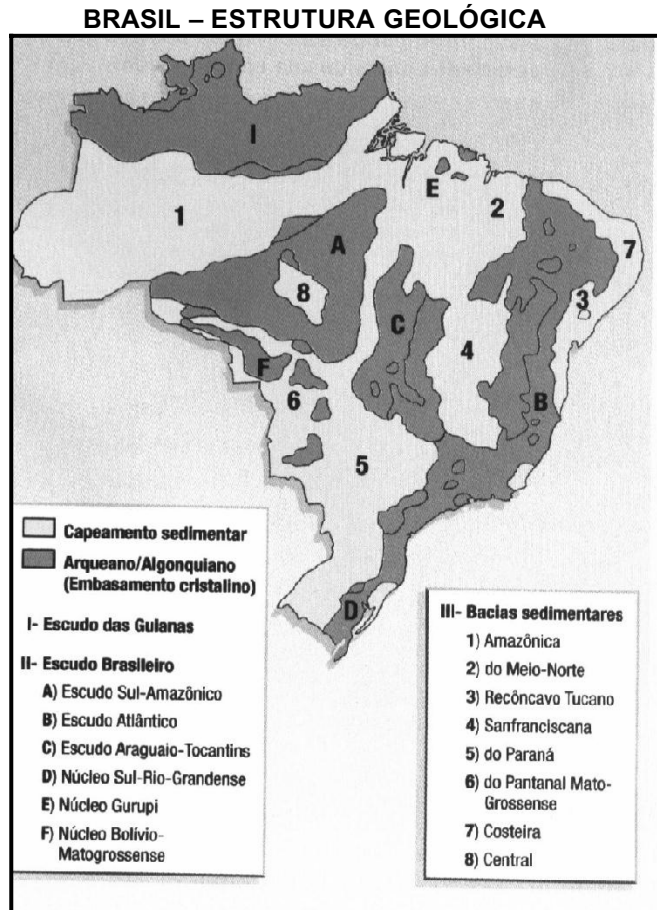 BRASIL – ESTRUTURA GEOLÓGICA
I
1
E
2
A
7
8
3
C
4
F
B
6
5
D
Capeamento sedimentar
Arqueano/Algonquiano
(Embasamento cristalino)
I- Escudo das Guianas
II- Escudo Brasileiro
A) Escudo Sul-Amazônico
B) Escudo Atlântico
C) Escudo Araguaio-Tocantins
D) Núcleo Sul-Rio-Grandense
E) Núcleo Gurupi
F) Núcleo Bolívio-
Matogrossense
III- Bacias sedimentares
1) Amazônica
2) do Meio-Norte
3) Recôncavo Tucano
4) Sanfranciscana
5) do Paraná
6) do Pantanal Mato-
Grossense
7) Costeira
8) Central